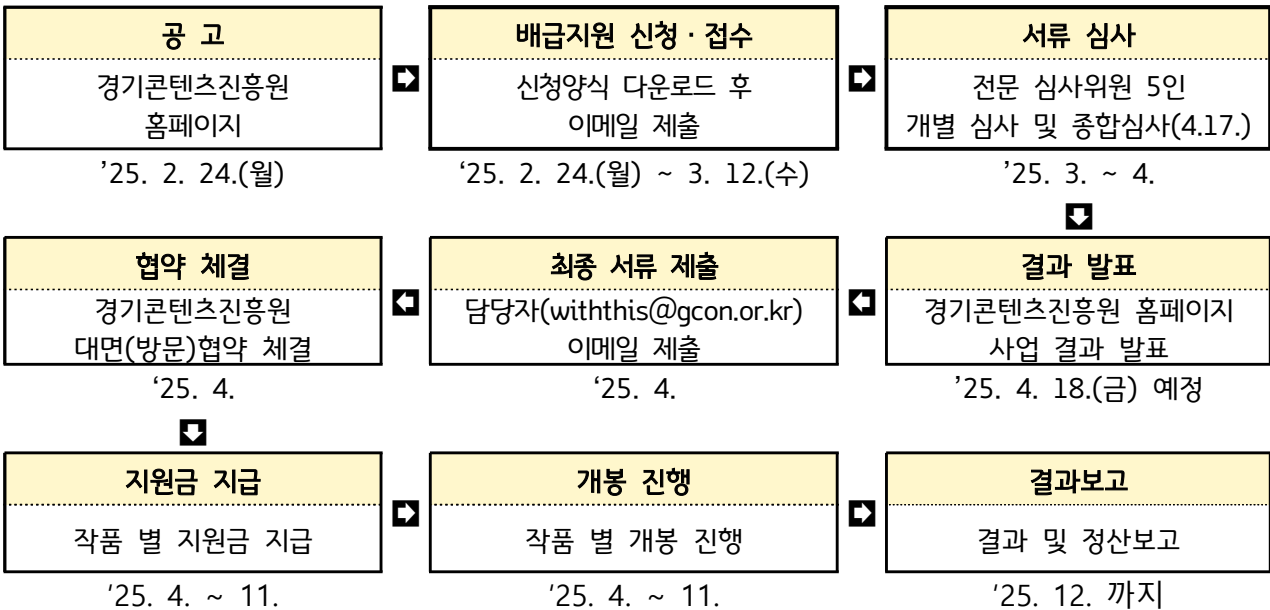 공 고
경기콘텐츠진흥원
홈페이지
’25. 2. 24.(월)
배급지원 신청·접수
신청양식 다운로드 후
이메일 제출
‘25. 2. 24.(월) ~ 3. 12.(수)
서류 심사
전문 심사위원 5인
개별 심사 및 종합심사(4.17.)
’25. 3. ~ 4.
결과 발표
경기콘텐츠진흥원 홈페이지
사업 결과 발표
’25. 4. 18.(금) 예정
최종 서류 제출
담당자(withthis@gcon.or.kr)
이메일 제출
‘25. 4.
협약 체결
경기콘텐츠진흥원
대면(방문)협약 체결
‘25. 4.
지원금 지급
작품 별 지원금 지급
‘25. 4. ~ 11.
개봉 진행
작품 별 개봉 진행
‘25. 4. ~ 11.
결과보고
결과 및 정산보고
‘25. 12. 까지